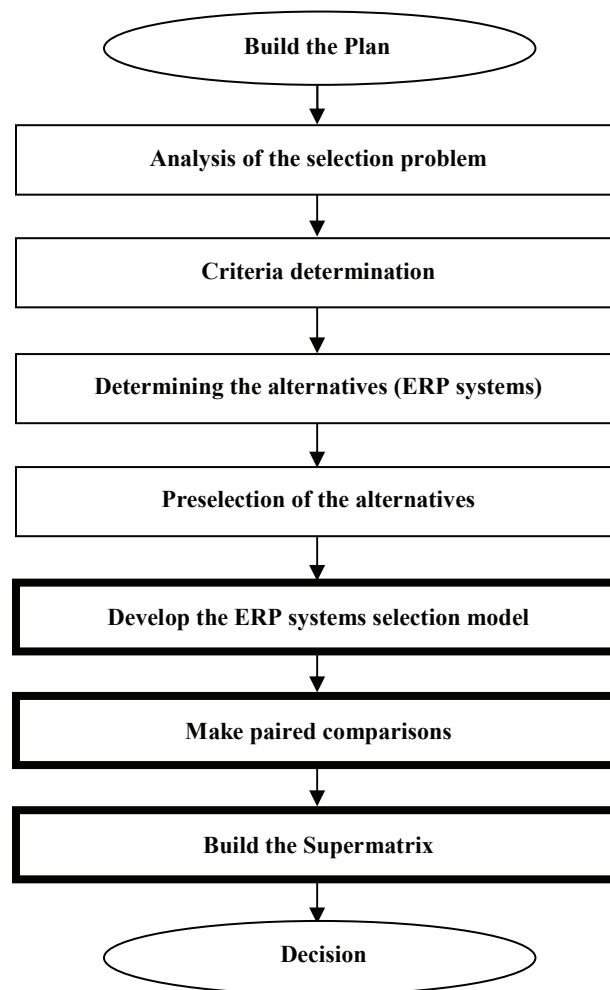 Build the Plan
Analysis of the selection problem
Criteria determination
Determining the alternatives (ERP systems)
Preselection of the alternatives
Develop the ERP systems selection model
Make paired comparisons
Build the Supermatrix
Decision